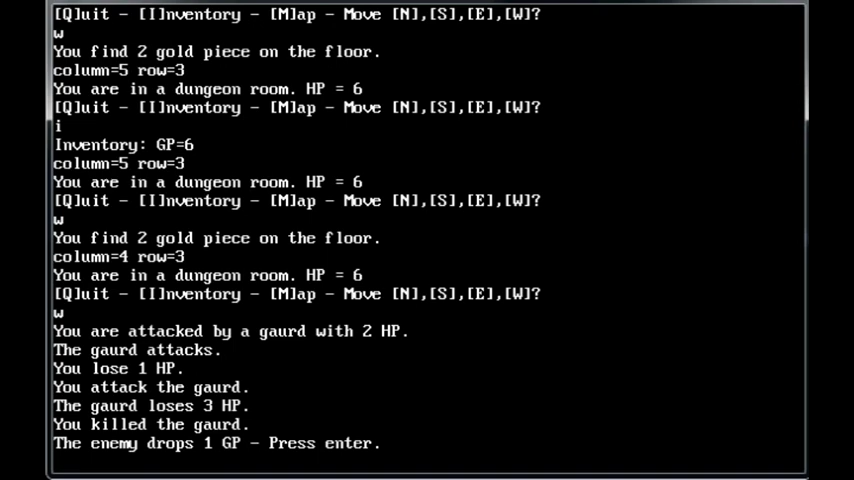 [Q]uit - [I]nventory - [M]ap - Move [N],[S],[E],[W]?
w
You find 2 gold piece on the floor.
column=5 row=3
You are in a dungeon room. HP = 6
[Q]uit - [I]nventory - [M]ap - Move [N],[S],[E],[W]?
i
Inventory: GP=6
column=5 row=3
You are in a dungeon room. HP = 6
[Q]uit - [I]nventory - [M]ap - Move [N],[S],[E],[W]?
w
You find 2 gold piece on the floor.
column=4 row=3
You are in a dungeon room. HP = 6
[Q]uit - [I]nventory - [M]ap - Move [N],[S],[E],[W]?
w
You are attacked by a gaurd with 2 HP.
The gaurd attacks.
You lose 1 HP.
You attack the gaurd.
The gaurd loses 3 HP.
You killed the gaurd.
The enemy drops 1 GP - Press enter.